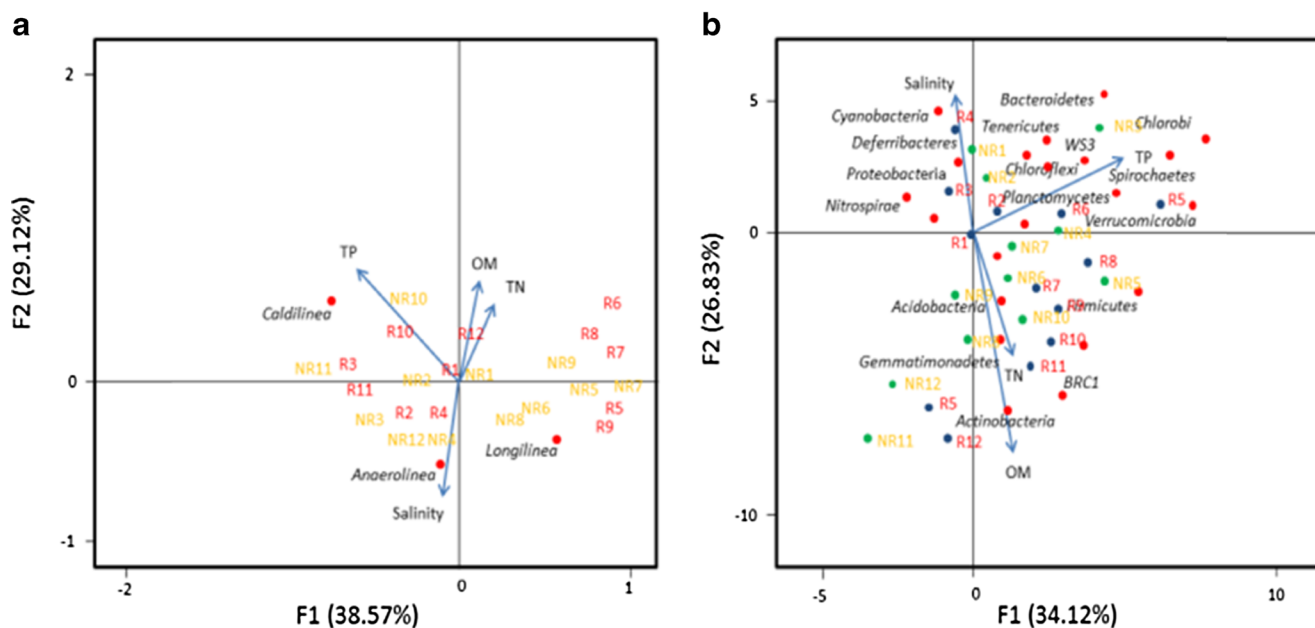 a
2
TP
OM
TN
NR10
Caldilinea
R6
R10
R12
R8
R7
NR11
R3
R1
NR1
NR9
0
NR2
R11
NR5
NR7
R2
R4
NR6
R5
NR3
NR8
R9
NR12
NR4
Longilinea
Anaerolinea
Salinity
-1
-2
0
1
F1 (38.57%)
F2 (29.12%)
b
Salinity
Bacteroidetes
5
Cyanobacteria
R4
Tenericutes
NR3
Chlorobi
Deferribacteres
NR1
WS3
TP
Proteobacteria
NR2
Chloroflexi
Spirochaetes
R3
Nitrospirae
R2
Planctomycetes
R6
R5
Verrucomicrobia
0
R1
NR4
NR7
R8
NR6
R7
NR5
Acidobacteria
R9
Firmicutes
NR10
R10
Gemmatimonadetes
R11
TN
BRC1
NR12
R5
Actinobacteria
NR11
R12
OM
-10
-5
0
10
F1 (34.12%)
F2 (26.83%)